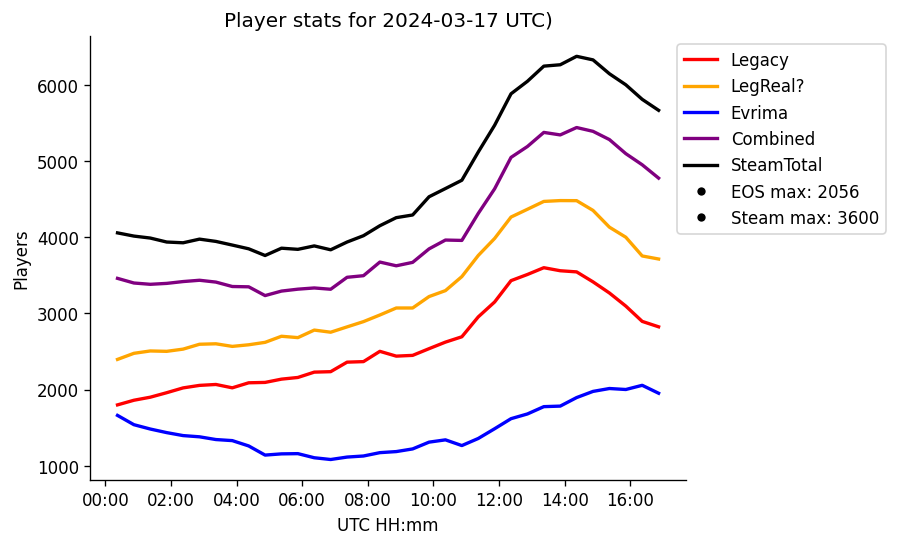 Player stats for 2024-03-17 UTC)
Players
6000
5000
4000
3000
2000
1000
00:00 02:00 04:00 06:00 08:00 10:00 12:00 14:00 16:00
UTC HH:mm
Legacy
LegReal?
Evrima
Combined
SteamTotal
EOS max: 2056
Steam max: 3600